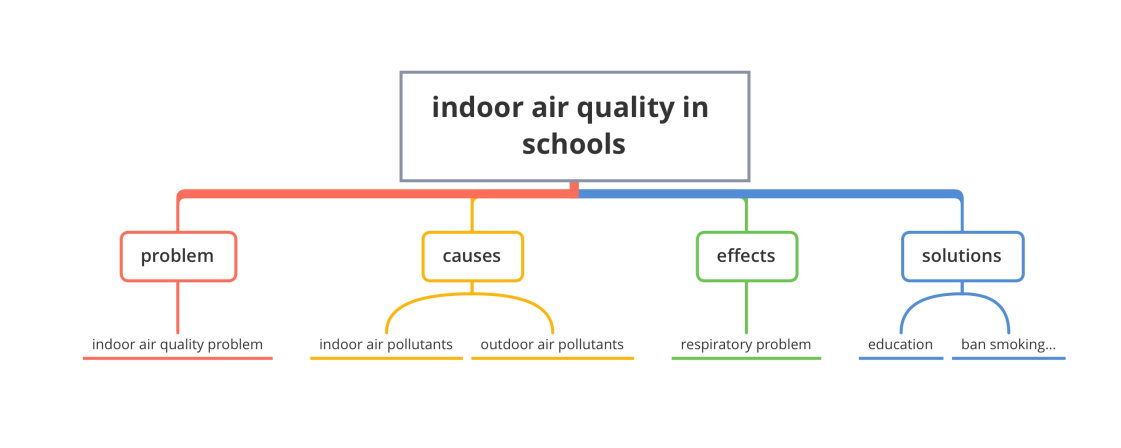 indoor air quality in
schools
problem
causes
effects
solutions
indoor air quality problem
indoor air pollutants
outdoor air pollutants
respiratory problem
education
ban smoking...